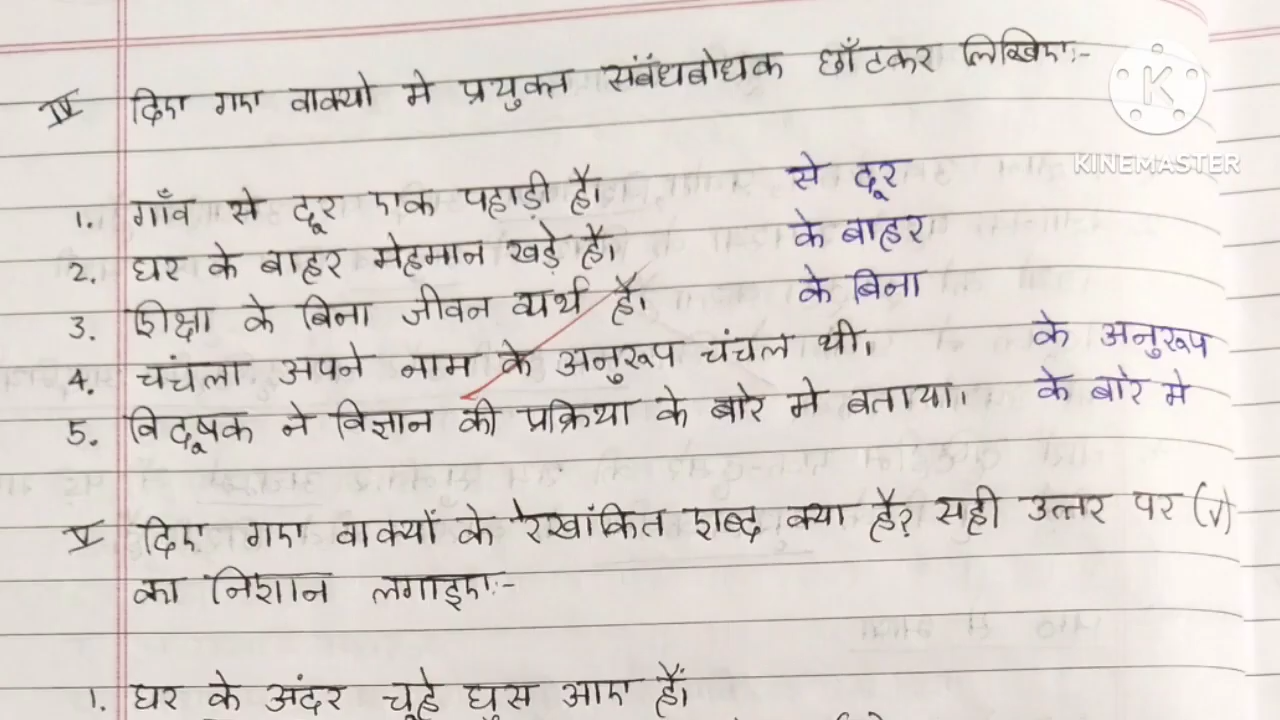 IV दिए गए वाक्यो मे प्रयुक्त संबंधबोधक छाँटकर लिखिए:-
KINEMASTER
1. गाँव से दूर एक पहाड़ी है। से दूर
2. घर के बाहर मेहमान खड़े है। के बाहर
3. शिक्षा के बिना जीवन व्यर्थ है। के बिना
4. चचंला अपने नाम के अनुरूप चंचल थी। के अनुरूप
5. विदूषक ने विज्ञान की प्रक्रिया के बारे मे बताया। के बारे मे
V दिए गए वाक्यों के रेखांकित शब्द क्या है? सही उत्तर पर (√)
का निशान लगाइए:-
1. घर के अंदर चूहे घुस आए हैं।